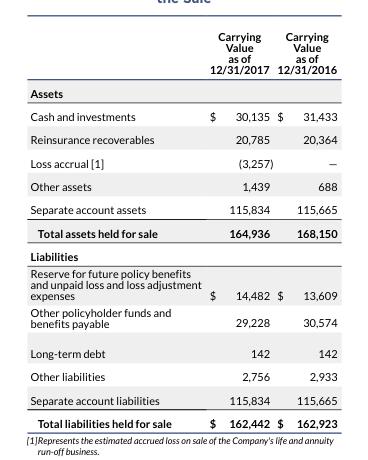 the Sale
Carrying Carrying
Value Value
as of as of
12/31/2017 12/31/2016
Assets
Cash and investments $ 30,135 $ 31,433
Reinsurance recoverables 20,785 20,364
Loss accrual [1] (3,257) —
Other assets 1,439 688
Separate account assets 115,834 115,665
Total assets held for sale 164,936 168,150
Liabilities
Reserve for future policy benefits
and unpaid loss and loss adjustment
expenses $ 14,482 $ 13,609
Other policyholder funds and
benefits payable 29,228 30,574
Long-term debt 142 142
Other liabilities 2,756 2,933
Separate account liabilities 115,834 115,665
Total liabilities held for sale $ 162,442 $ 162,923
[1]Represents the estimated accrued loss on sale of the Company's life and annuity
run-off business.